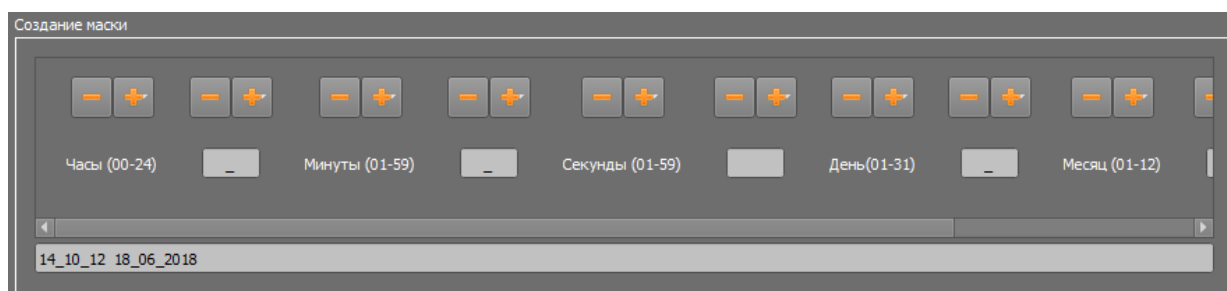 Создание маски
Часы (00-24) _ Минуты (01-59) _ Секунды (01-59) День(01-31) _ Месяц (01-12)
14_10_12  18_06_2018